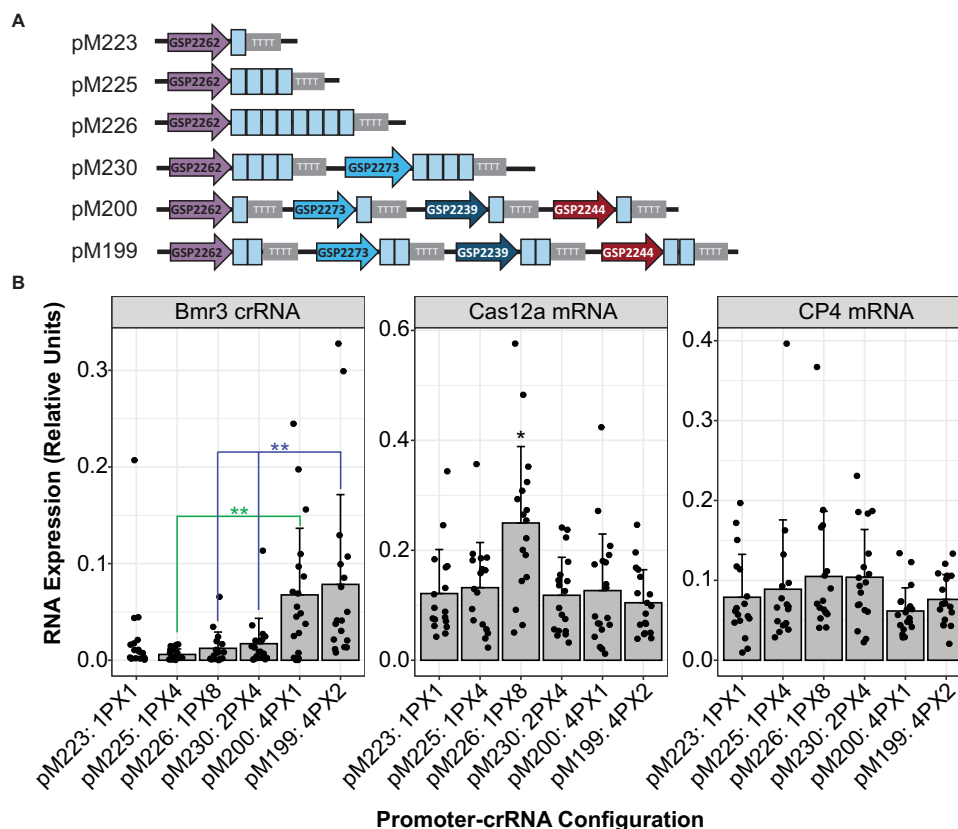 A
pM223 GSP2262 TTTT
pM225 GSP2262 TTTT
pM226 GSP2262 TTTT
pM230 GSP2262 TTTT GSP2273 TTTT
pM200 GSP2262 TTTT GSP2273 TTTT GSP2239 TTTT GSP2244 TTTT
pM199 GSP2262 TTTT GSP2273 TTTT GSP2239 TTTT GSP2244 TTTT
B
RNA Expression (Relative Units)
Bmr3 crRNA
0.3
0.2
0.1
0.0
**
**
pM223: 1PX1
pM225: 1PX4
pM226: 1PX8
pM230: 2PX4
pM200: 4PX1
pM199: 4PX2
Cas12a mRNA
0.6
0.4
0.2
0.0
*
pM223: 1PX1
pM225: 1PX4
pM226: 1PX8
pM230: 2PX4
pM200: 4PX1
pM199: 4PX2
CP4 mRNA
0.4
0.3
0.2
0.1
0.0
pM223: 1PX1
pM225: 1PX4
pM226: 1PX8
pM230: 2PX4
pM200: 4PX1
pM199: 4PX2
Promoter-crRNA Configuration